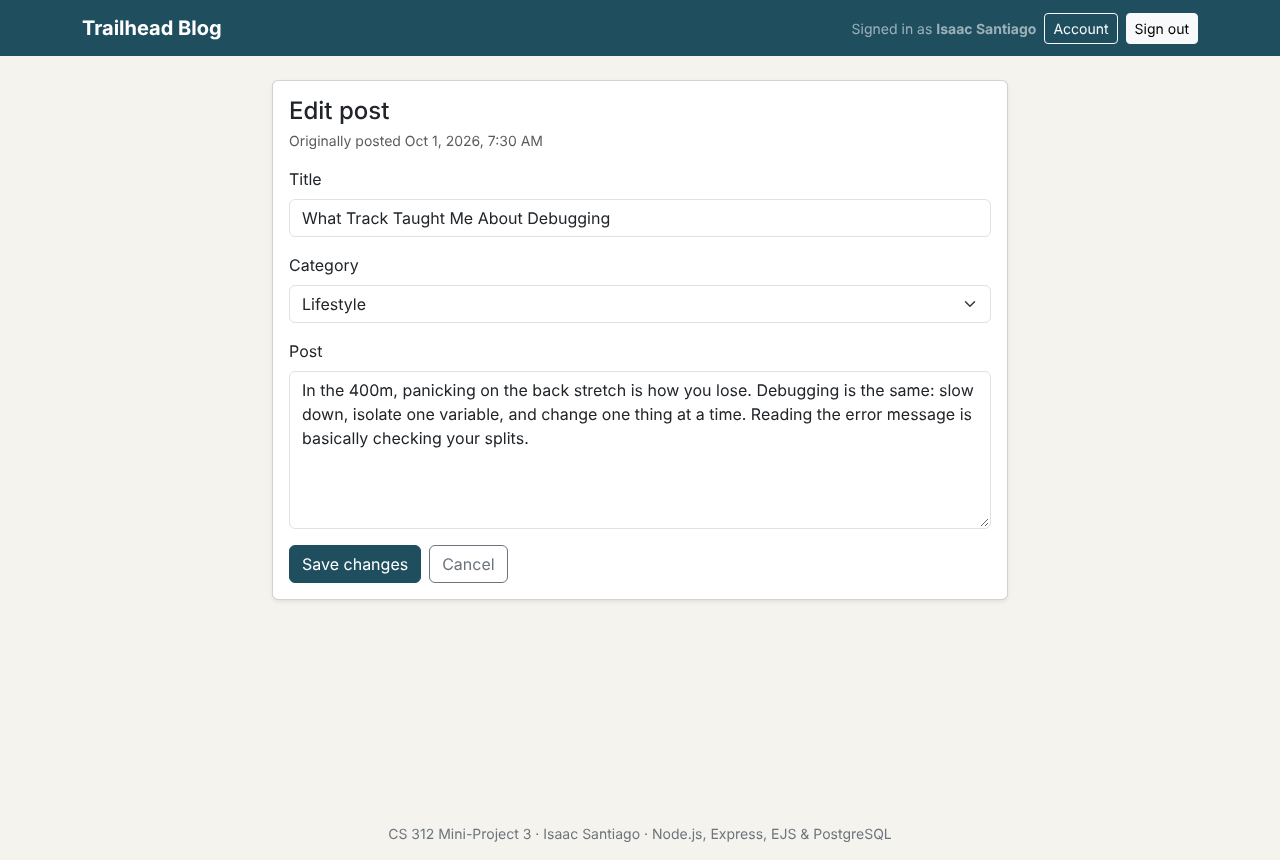 Trailhead Blog
Signed in as Isaac Santiago
Account
Sign out
Edit post
Originally posted Oct 1, 2026, 7:30 AM
Title
What Track Taught Me About Debugging
Category
Lifestyle
Post
In the 400m, panicking on the back stretch is how you lose. Debugging is the same: slow
down, isolate one variable, and change one thing at a time. Reading the error message is
basically checking your splits.
Save changes
Cancel
CS 312 Mini-Project 3 · Isaac Santiago · Node.js, Express, EJS & PostgreSQL